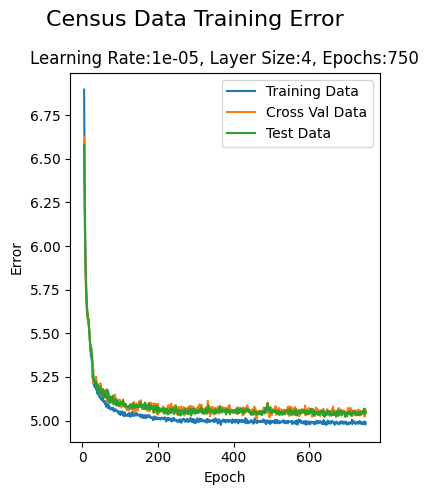 Census Data Training Error
Learning Rate:1e-05, Layer Size:4, Epochs:750
Training Data
Cross Val Data
Test Data
6.75
6.50
6.25
6.00
5.75
5.50
5.25
5.00
Error
0
200
400
600
Epoch